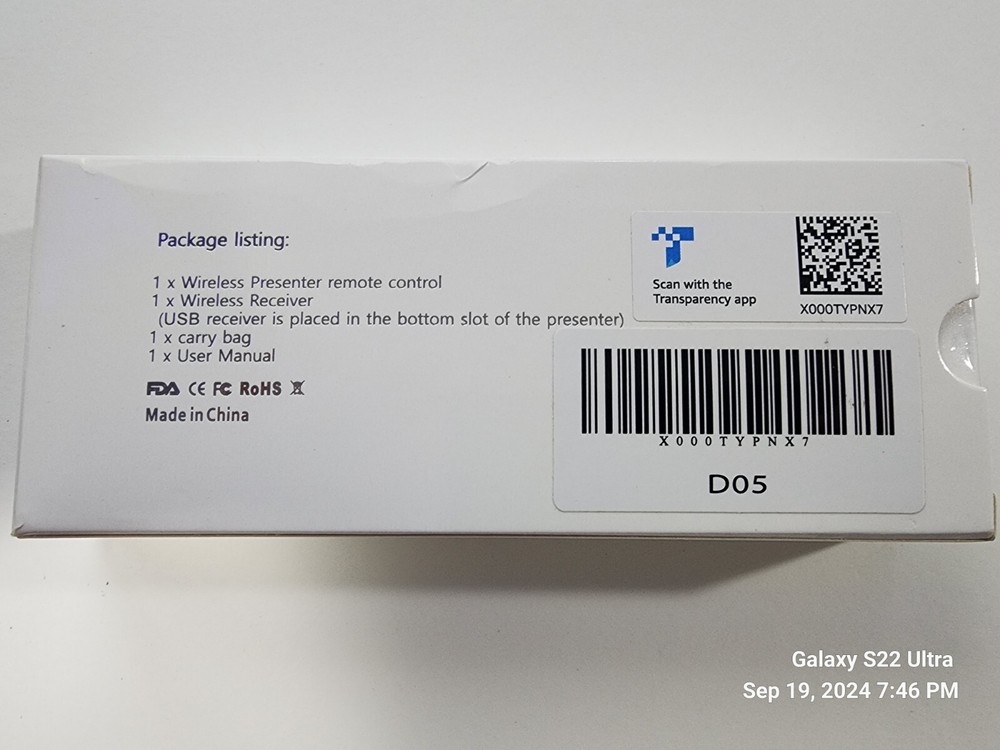 Package listing:
1 x Wireless Presenter remote control
1 x Wireless Receiver
(USB receiver is placed in the bottom slot of the presenter)
1 x carry bag
1 x User Manual
FDA CE FC RoHS
Made in China
Scan with the
Transparency app
X000TYPNX7
X000TYPNX7
D05
Galaxy S22 Ultra
Sep 19, 2024 7:46 PM